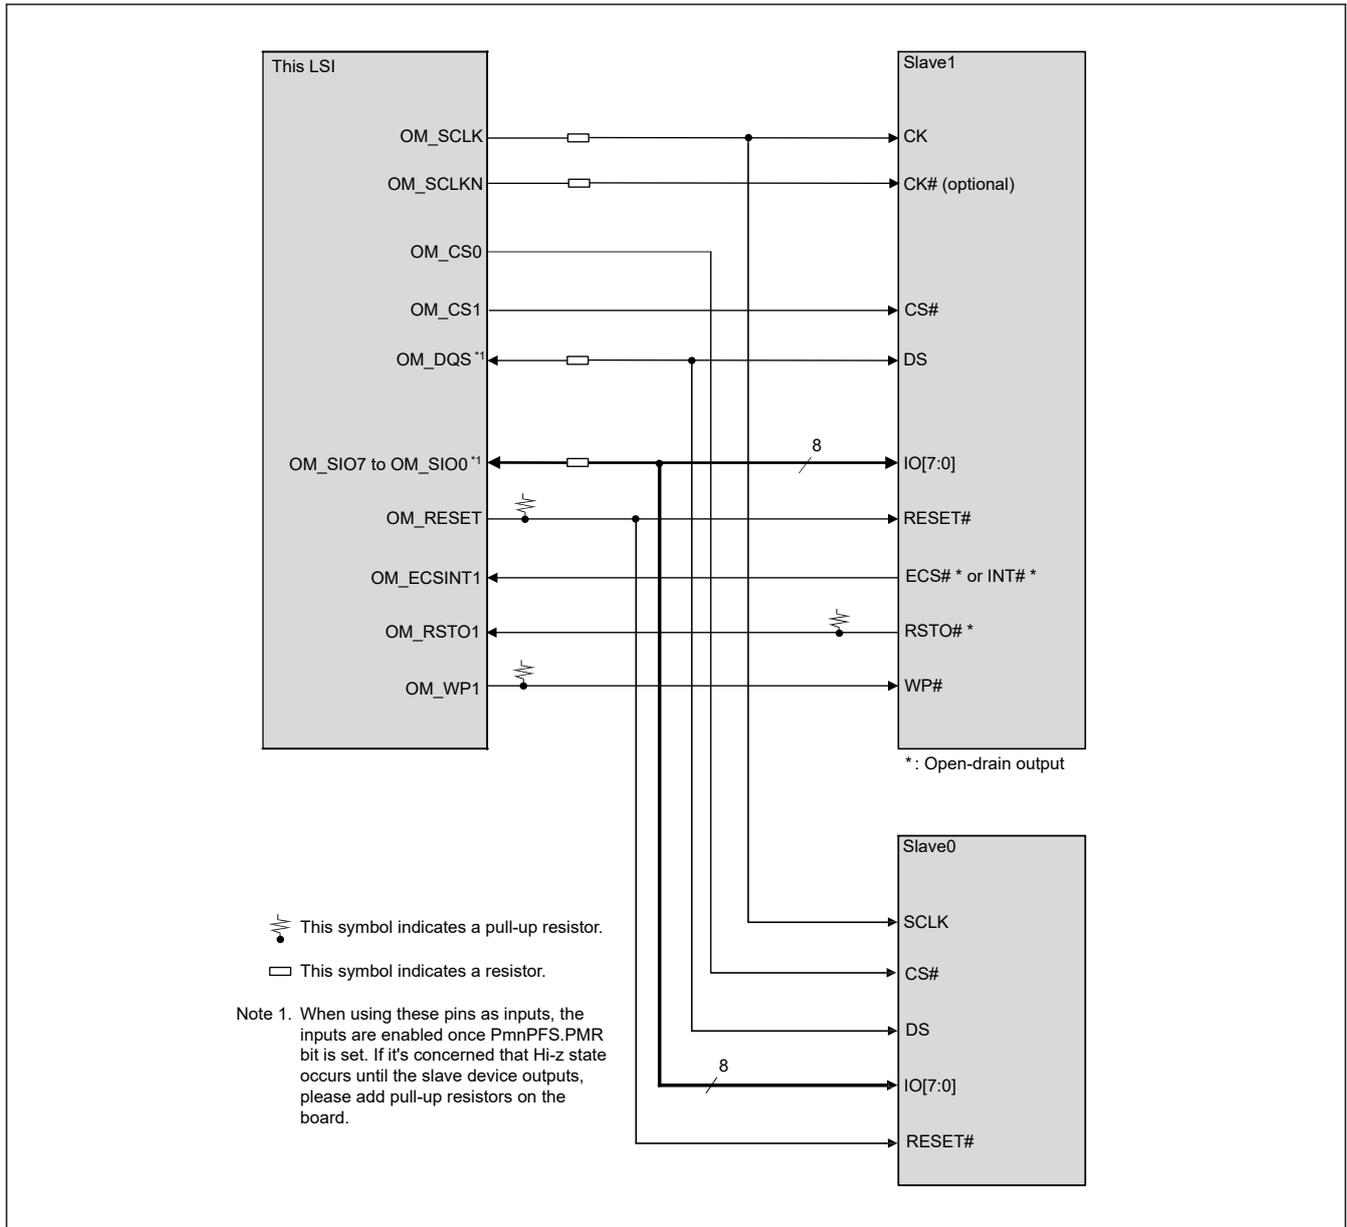 This LSI
Slave1
OM_SCLK
CK
OM_SCLKN
CK# (optional)
OM_CS0
OM_CS1
CS#
OM_DQS *1
DS
8
OM_SIO7 to OM_SIO0 *1
IO[7:0]
OM_RESET
RESET#
OM_ECSINT1
ECS# * or INT# *
OM_RSTO1
RSTO# *
OM_WP1
WP#
* : Open-drain output
Slave0
SCLK
CS#
DS
8
IO[7:0]
RESET#
This symbol indicates a pull-up resistor.
This symbol indicates a resistor.
Note 1. When using these pins as inputs, the
inputs are enabled once PmnPFS.PMR
bit is set. If it's concerned that Hi-z state
occurs until the slave device outputs,
please add pull-up resistors on the
board.